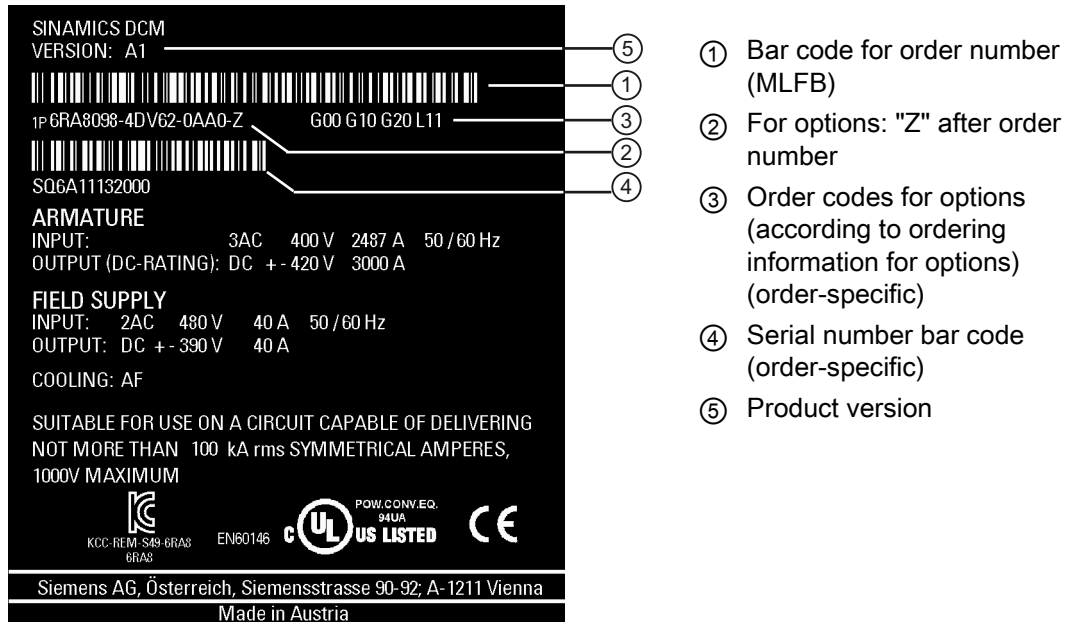 SINAMICS DCM
VERSION: A1
5
1
1P 6RA8098-4DV62-0AA0-Z G00 G10 G20 L11
3
2
SQ6A11132000
4
ARMATURE
INPUT: 3AC 400 V 2487 A 50 / 60 Hz
OUTPUT (DC-RATING): DC + - 420 V 3000 A
FIELD SUPPLY
INPUT: 2AC 480 V 40 A 50 / 60 Hz
OUTPUT: DC + - 390 V 40 A
COOLING: AF
SUITABLE FOR USE ON A CIRCUIT CAPABLE OF DELIVERING
NOT MORE THAN 100 kA rms SYMMETRICAL AMPERES,
1000V MAXIMUM
KCC-REM-S49-6RA8
6RA8
EN60146
C UL US LISTED
POW.CONV.EQ.
94UA
CE
Siemens AG, Österreich, Siemensstrasse 90-92; A-1211 Vienna
Made in Austria
1 Bar code for order number
(MLFB)
2 For options: "Z" after order
number
3 Order codes for options
(according to ordering
information for options)
(order-specific)
4 Serial number bar code
(order-specific)
5 Product version